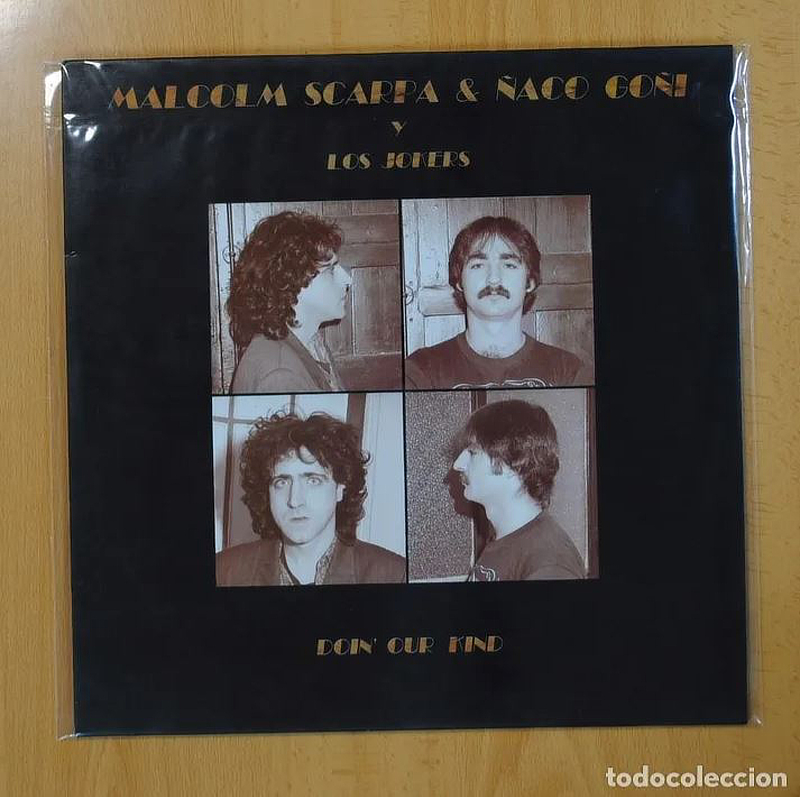 MALCOLM SCARPA & ÑACO GOÑI
Y
LOS JOKERS
DOIN' OUR KIND
todocoleccion